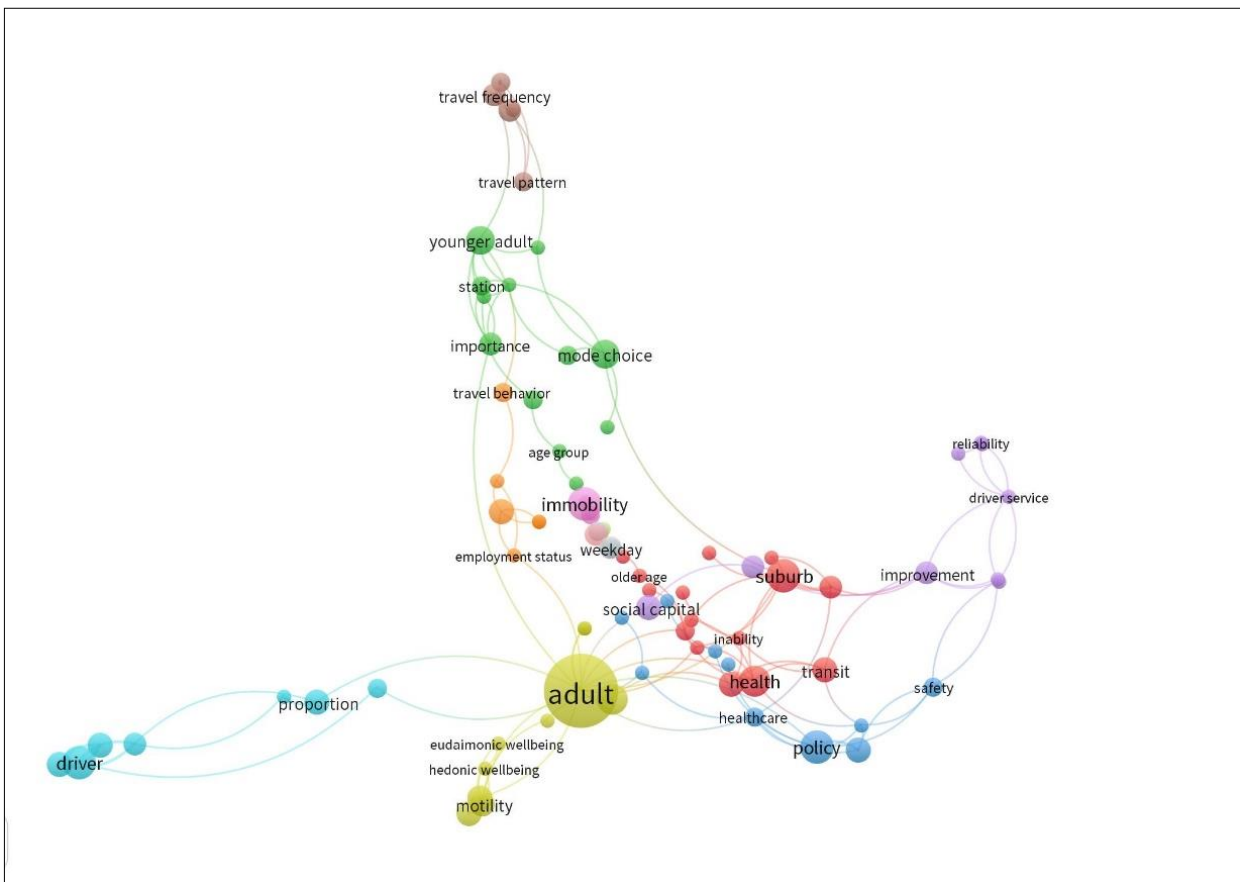 travel frequency
travel pattern
younger adult
station
importance
mode choice
travel behavior
reliability
age group
driver service
immobility
weekday
employment status
older age
suburb
improvement
social capital
inability
transit
health
safety
adult
proportion
healthcare
eudaimonic wellbeing
policy
driver
hedonic wellbeing
motility